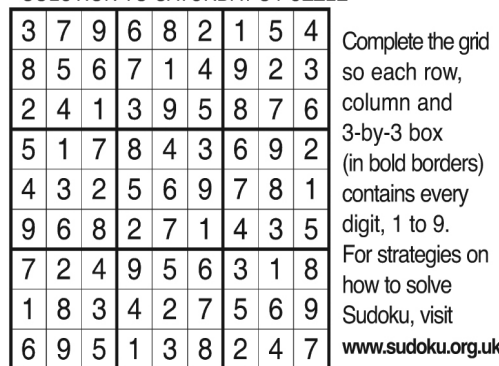 3 7 9 6 8 2 1 5 4
8 5 6 7 1 4 9 2 3
2 4 1 3 9 5 8 7 6
5 1 7 8 4 3 6 9 2
4 3 2 5 6 9 7 8 1
9 6 8 2 7 1 4 3 5
7 2 4 9 5 6 3 1 8
1 8 3 4 2 7 5 6 9
6 9 5 1 3 8 2 4 7
Complete the grid
so each row,
column and
3-by-3 box
(in bold borders)
contains every
digit, 1 to 9.
For strategies on
how to solve
Sudoku, visit
www.sudoku.org.uk